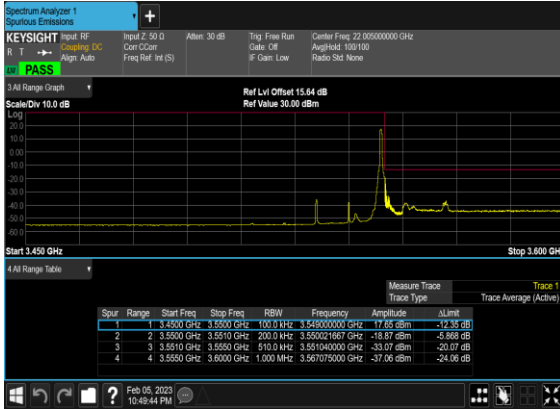 Spectrum Analyzer 1
Spurious Emissions
+
KEYSIGHT Input: RF Input Z: 50 Ω Atten: 30 dB Trig: Free Run Center Freq: 22.005000000 GHz
R T Coupling: DC Corr CCorr Gate: Off Avg|Hold: 100/100
Align: Auto Freq Ref: Int (S) IF Gain: Low Radio Std: None
PASS
3 All Range Graph
Ref Lvl Offset 15.64 dB
Scale/Div 10.0 dB Ref Value 30.00 dBm
Log
20.0
10.0
0.00
-10.0
-20.0
-30.0
-40.0
-50.0
-60.0
Start 3.450 GHz Stop 3.600 GH
4 All Range Table
Measure Trace Trace 1
Trace Type Trace Average (Active)
Spur Range Start Freq Stop Freq RBW Frequency Amplitude ΔLimit
1 1 3.4500 GHz 3.5500 GHz 100.0 kHz 3.549000000 GHz 17.65 dBm -12.35 dB
2 2 3.5500 GHz 3.5510 GHz 200.0 kHz 3.550021667 GHz -18.87 dBm -5.868 dB
3 3 3.5510 GHz 3.5550 GHz 510.0 kHz 3.551040000 GHz -33.07 dBm -20.07 dB
4 4 3.5550 GHz 3.6000 GHz 1.000 MHz 3.567075000 GHz -37.06 dBm -24.06 dB
? Feb 05, 2023
10:49:44 PM